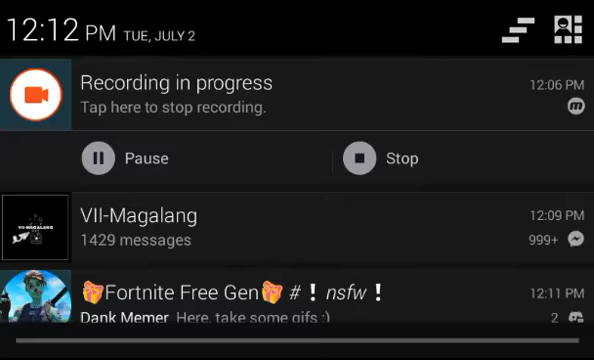 12:12 PM TUE, JULY 2
Recording in progress
12:06 PM
Tap here to stop recording.
Pause
Stop
VII-Magalang
12:09 PM
VII-MAGALANG
1429 messages
999+
🎁Fortnite Free Gen🎁 #❗nsfw❗
12:11 PM
Dank Memer Here, take some gifs :)
2